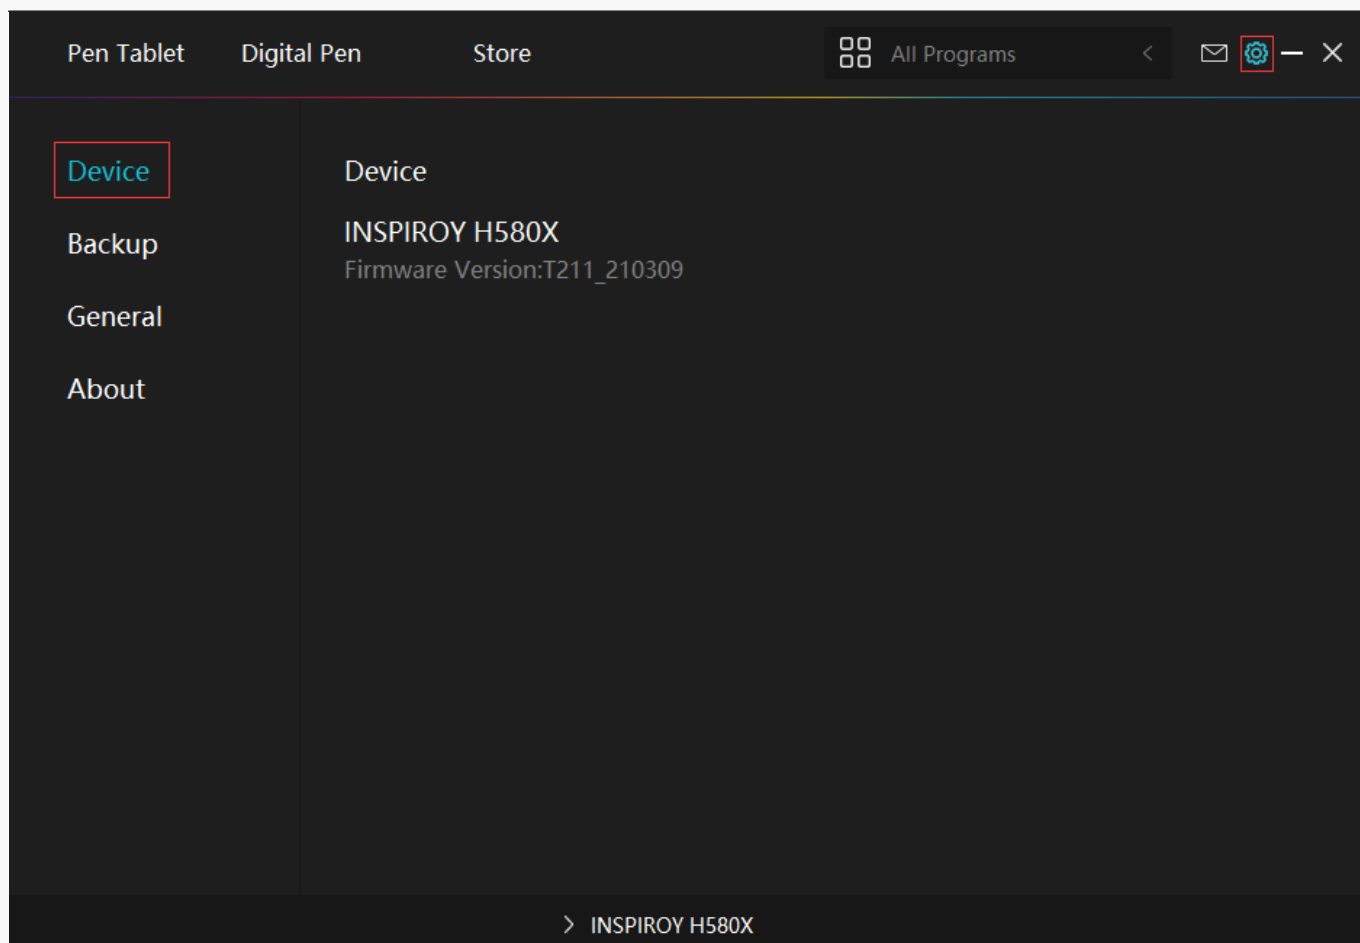 Pen Tablet Digital Pen Store All Programs
Device
Backup
General
About
Device
INSPIROY H580X
Firmware Version:T211_210309
INSPIROY H580X